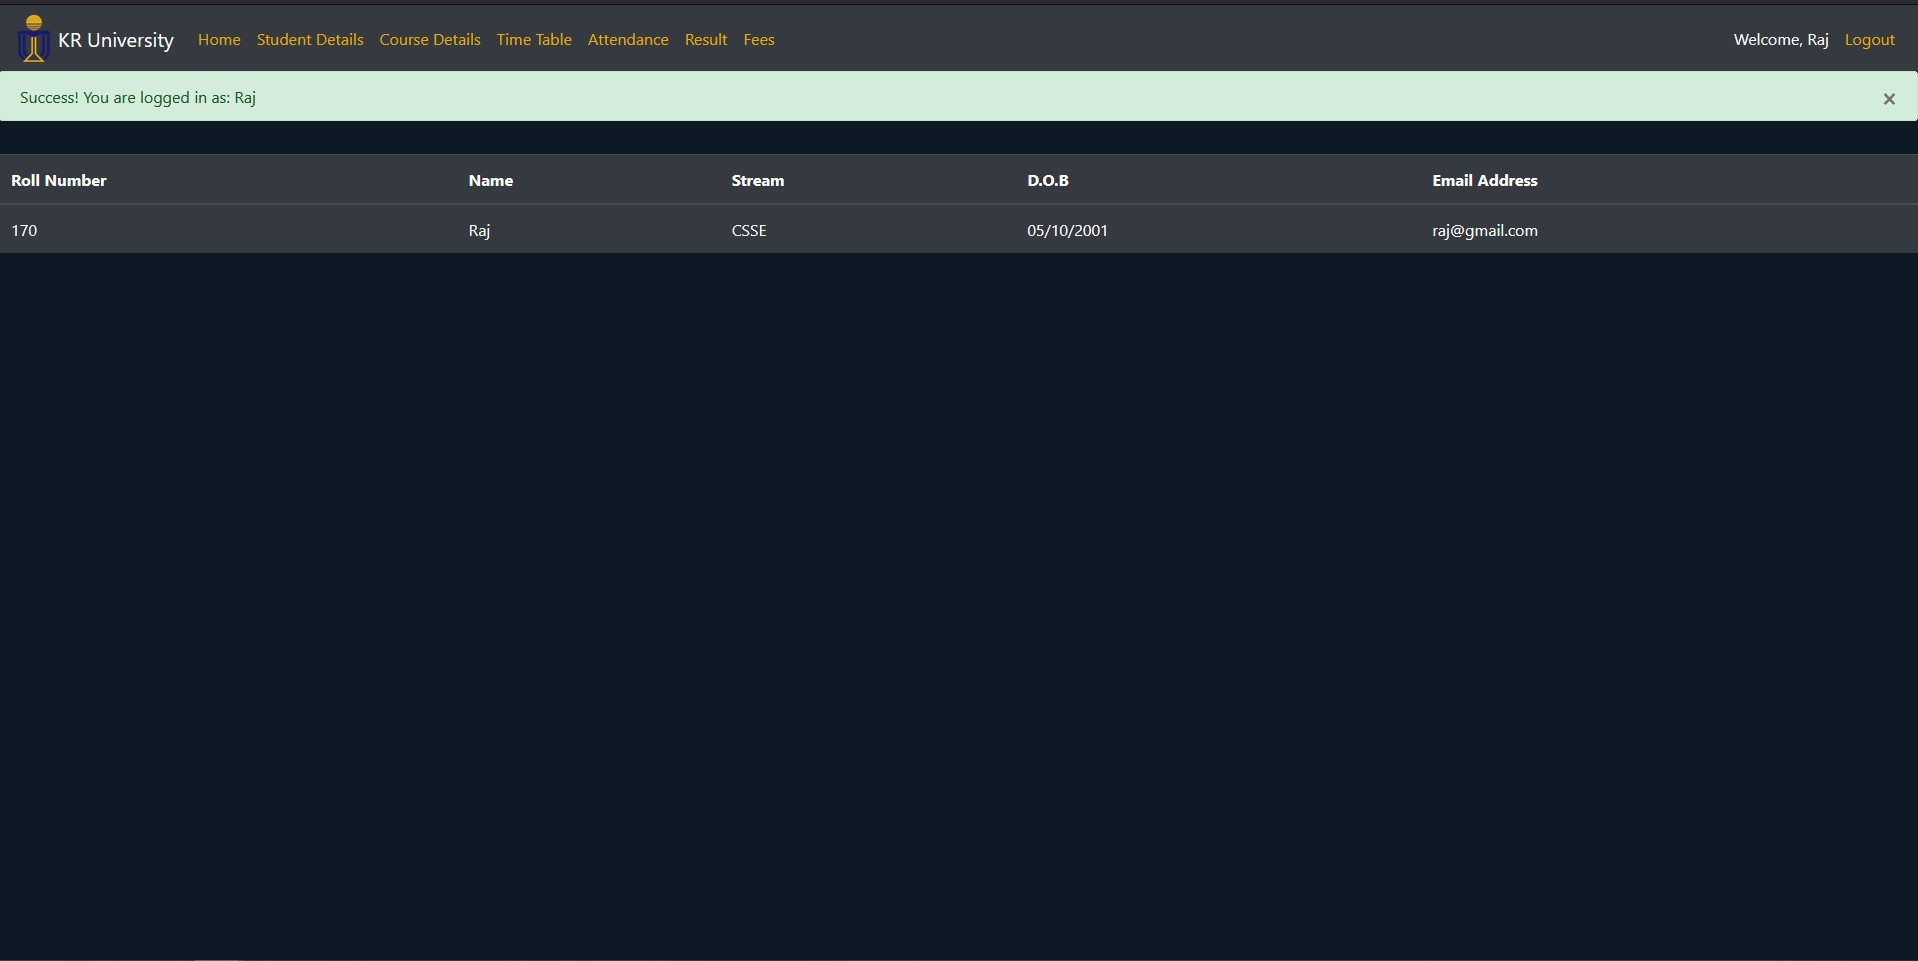 KR University Home Student Details Course Details Time Table Attendance Result Fees Welcome, Raj Logout
Success! You are logged in as: Raj ×
Roll Number Name Stream D.O.B Email Address
170 Raj CSSE 05/10/2001 raj@gmail.com